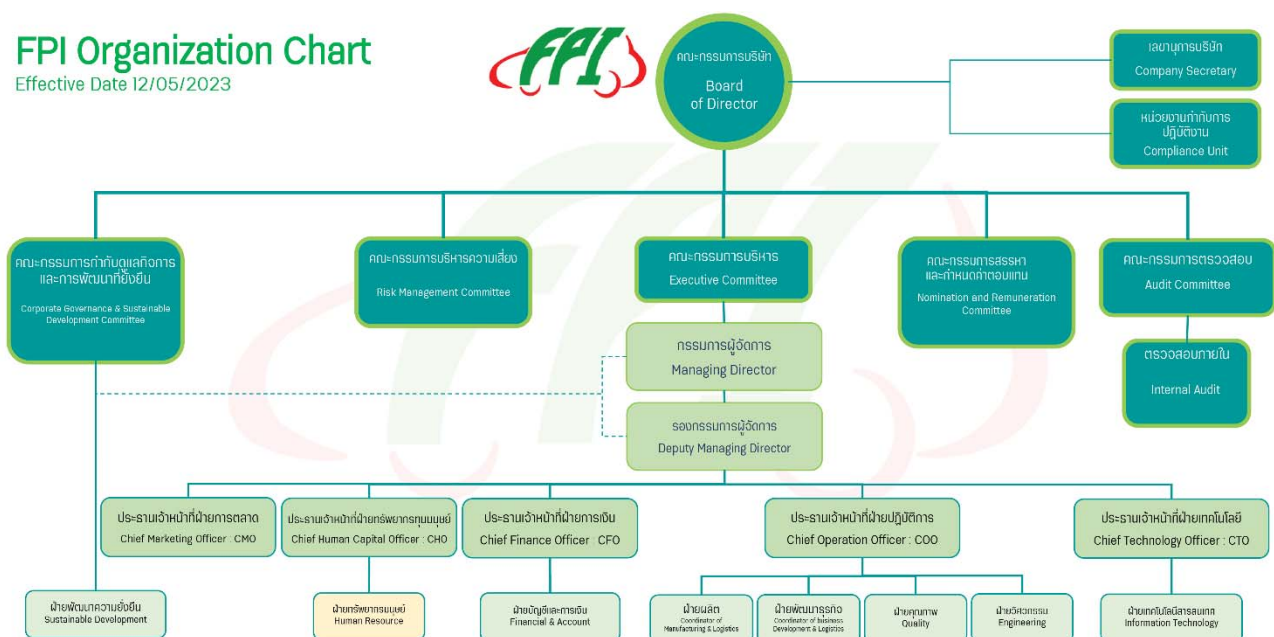 FPI Organization Chart
Effective Date 12/05/2023
FPI
คณะกรรมการบริษัท
Board
of Director
เลขานุการบริษัท
Company Secretary
หน่วยงานกำกับการ
ปฏิบัติงาน
Compliance Unit
คณะกรรมการกำกับดูแลกิจการ
และการพัฒนาที่ยั่งยืน
Corporate Governance & Sustainable
Development Committee
คณะกรรมการบริหารความเสี่ยง
Risk Management Committee
คณะกรรมการบริหาร
Executive Committee
คณะกรรมการสรรหา
และกำหนดค่าตอบแทน
Nomination and Remuneration
Committee
คณะกรรมการตรวจสอบ
Audit Committee
กรรมการผู้จัดการ
Managing Director
ตรวจสอบภายใน
Internal Audit
รองกรรมการผู้จัดการ
Deputy Managing Director
ประธานเจ้าหน้าที่ฝ่ายการตลาด
Chief Marketing Officer : CMO
ประธานเจ้าหน้าที่ฝ่ายทรัพยากรทุนมนุษย์
Chief Human Capital Officer : CHO
ประธานเจ้าหน้าที่ฝ่ายการเงิน
Chief Finance Officer : CFO
ประธานเจ้าหน้าที่ฝ่ายปฏิบัติการ
Chief Operation Officer : COO
ประธานเจ้าหน้าที่ฝ่ายเทคโนโลยี
Chief Technology Officer : CTO
ฝ่ายพัฒนาความยั่งยืน
Sustainable Development
ฝ่ายทรัพยากรมนุษย์
Human Resource
ฝ่ายบัญชีและการเงิน
Financial & Account
ฝ่ายผลิต
Coordinator of
Manufacturing & Logistics
ฝ่ายพัฒนาธุรกิจ
Coordinator of business
Development & Logistics
ฝ่ายคุณภาพ
Quality
ฝ่ายวิศวกรรม
Engineering
ฝ่ายเทคโนโลยีสารสนเทศ
Information Technology